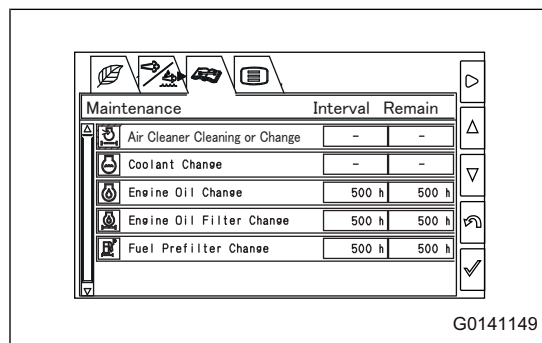 Maintenance Interval Remain
Air Cleaner Cleaning or Change - -
Coolant Change - -
Engine Oil Change 500 h 500 h
Engine Oil Filter Change 500 h 500 h
Fuel Prefilter Change 500 h 500 h
G0141149